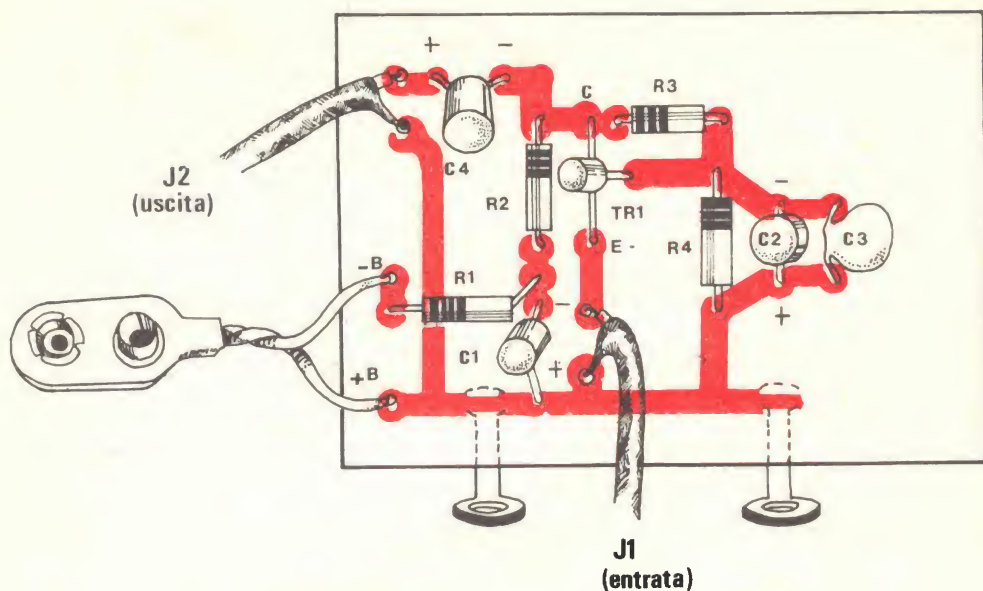 + -
C
R3
J2
(uscita)
C4
R2
TR1
-
C2
C3
E -
R4
-B
R1
-
+
C1
+
+B
J1
(entrata)